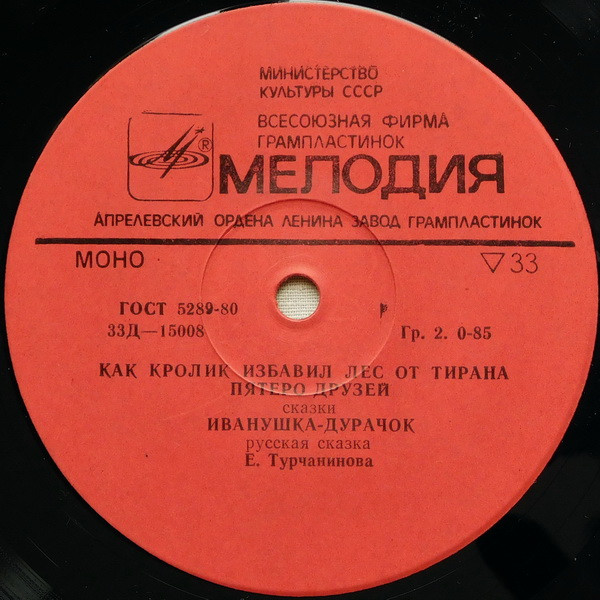 МИНИСТЕРСТВО
КУЛЬТУРЫ СССР
ВСЕСОЮЗНАЯ ФИРМА
ГРАМПЛАСТИНОК
®
МЕЛОДИЯ
АПРЕЛЕВСКИЙ ОРДЕНА ЛЕНИНА ЗАВОД ГРАМПЛАСТИНОК
МОНО ▽33
ГОСТ 5289-80
33Д—15008 Гр. 2. 0-85
КАК КРОЛИК ИЗБАВИЛ ЛЕС ОТ ТИРАНА
ПЯТЕРО ДРУЗЕЙ
сказки
ИВАНУШКА-ДУРАЧОК
русская сказка
Е. Турчанинова